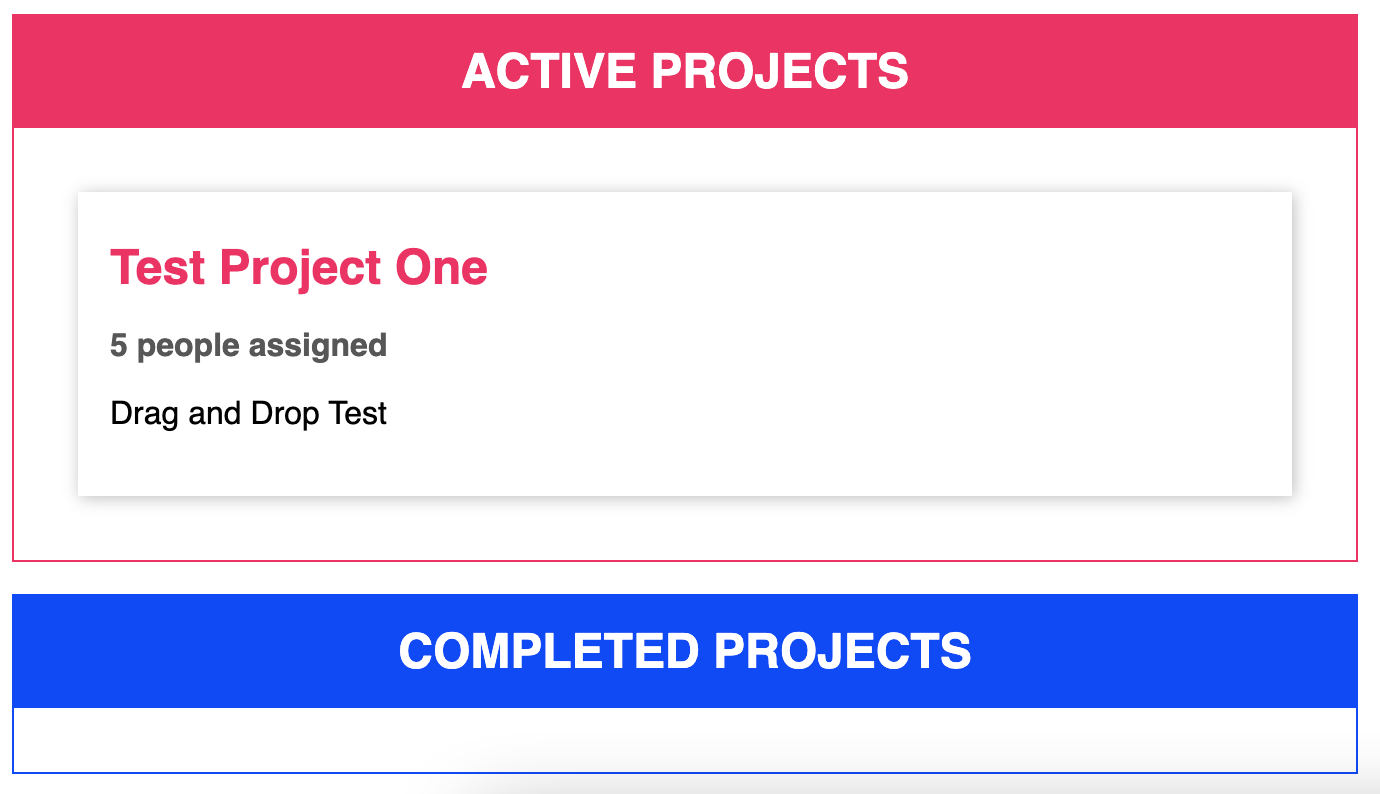 ACTIVE PROJECTS
Test Project One
5 people assigned
Drag and Drop Test
COMPLETED PROJECTS